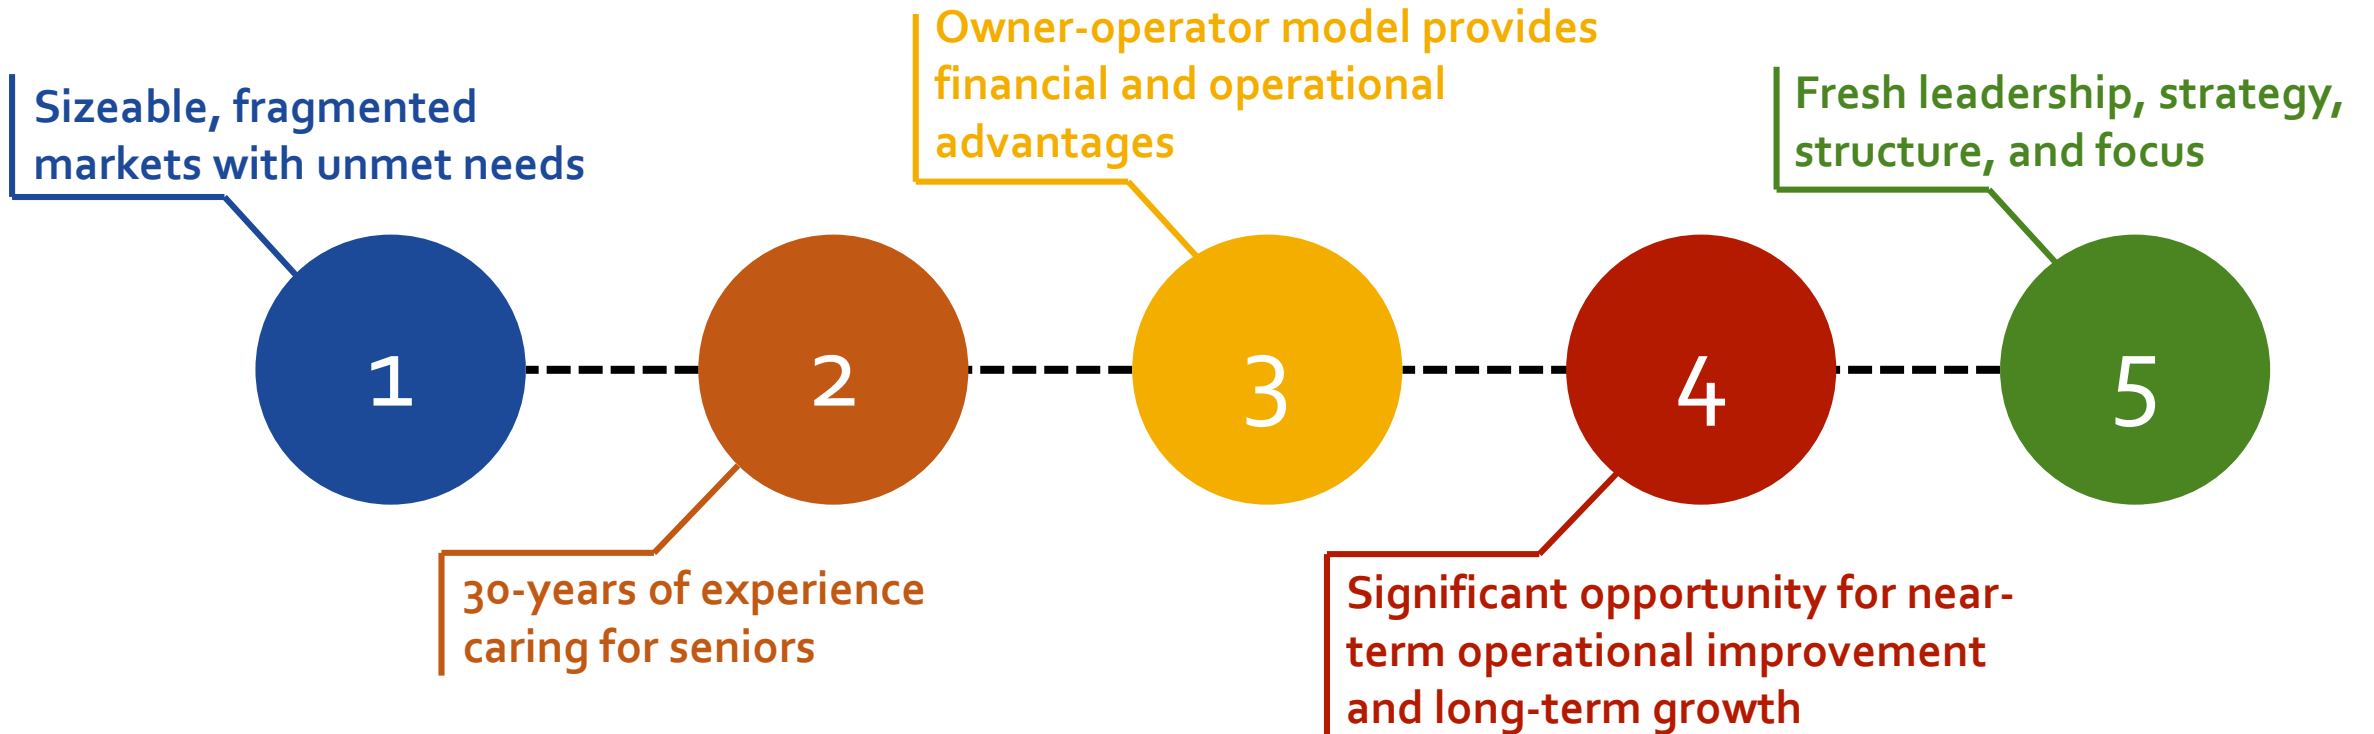 Sizeable, fragmented
markets with unmet needs
1
30-years of experience
caring for seniors
2
Owner-operator model provides
financial and operational
advantages
3
Significant opportunity for near-
term operational improvement
and long-term growth
4
Fresh leadership, strategy,
structure, and focus
5